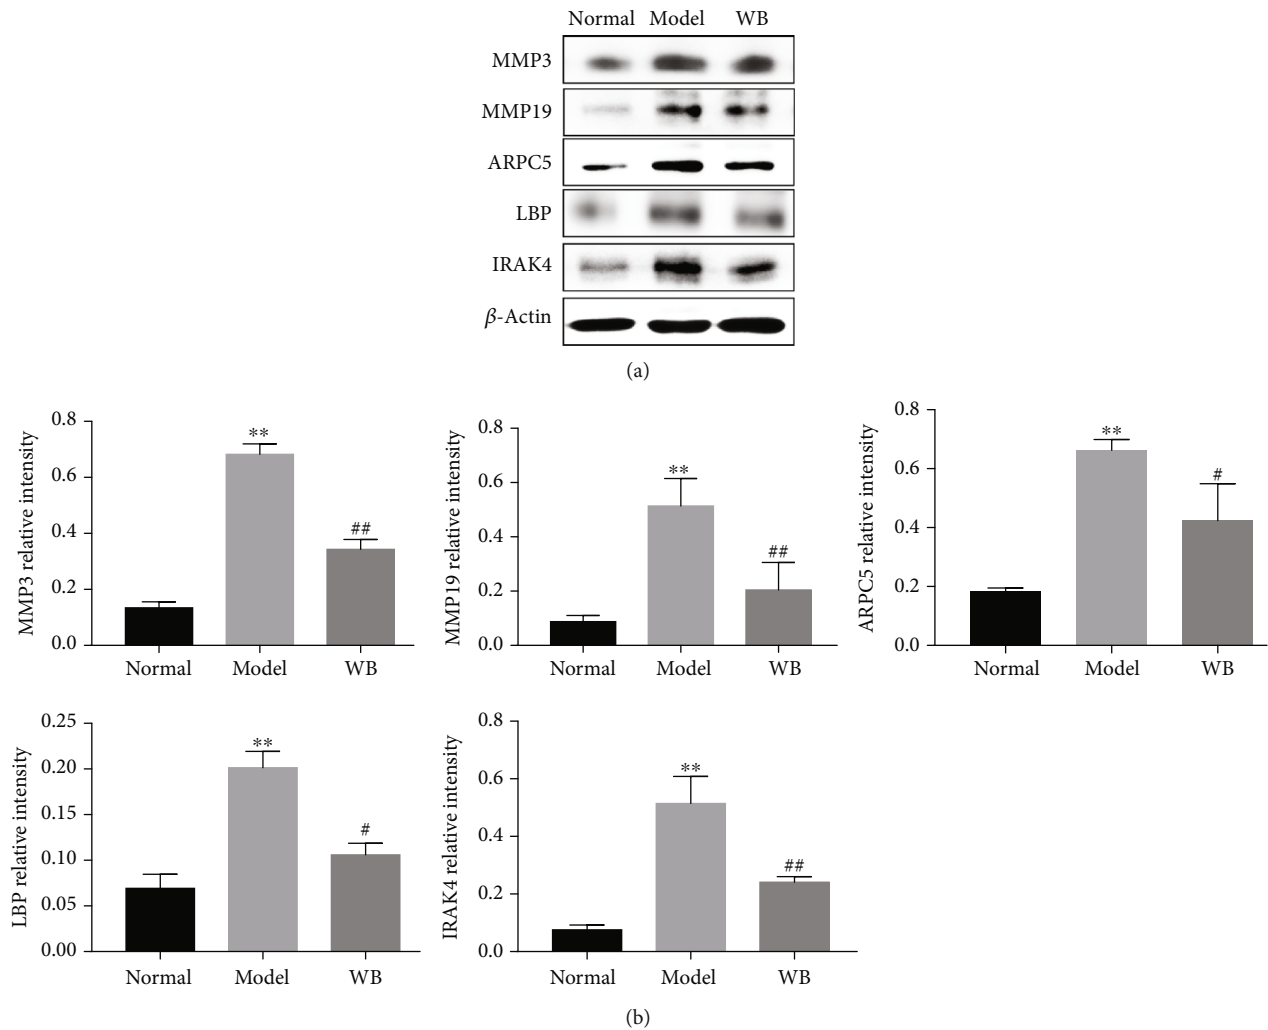 Normal Model WB
MMP3
MMP19
ARPC5
LBP
IRAK4
β-Actin
(a)
MMP3 relative intensity
0.8
0.6
0.4
0.2
0.0
**
##
Normal Model WB
MMP19 relative intensity
0.8
0.6
0.4
0.2
0.0
**
##
Normal Model WB
ARPC5 relative intensity
0.8
0.6
0.4
0.2
0.0
**
#
Normal Model WB
LBP relative intensity
0.25
0.20
0.15
0.10
0.05
0.00
**
#
Normal Model WB
IRAK4 relative intensity
0.8
0.6
0.4
0.2
0.0
**
##
Normal Model WB
(b)